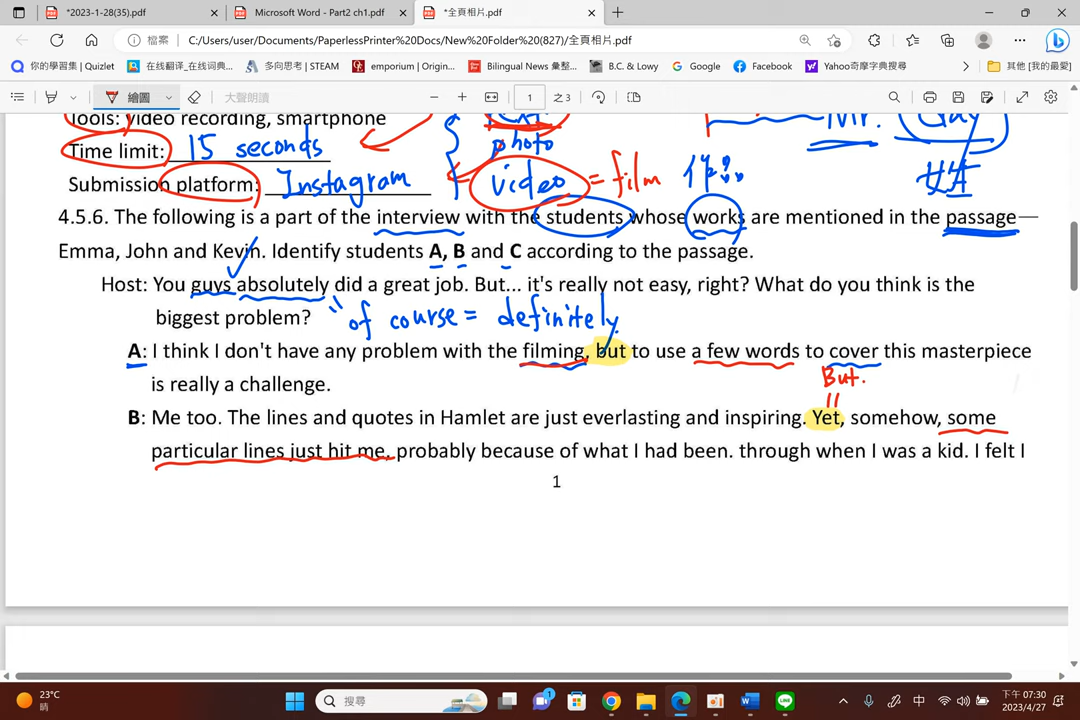 *2023-1-28(35).pdf
Microsoft Word - Part2 ch1.pdf
*全頁相片.pdf
檔案
C:/Users/user/Documents/PaperlessPrinter%20Docs/New%20Folder%20(827)/全頁相片.pdf
你的學習集 | Quizlet
在线翻译_在线词典...
多向思考 | STEAM
emporium | Origin...
Bilingual News 彙整...
B.C. & Lowy
Google
Facebook
Yahoo奇摩字典搜尋
其他 [我的最愛]
繪圖
大聲朗讀
1 之 3
Tools: video recording, smartphone
photo
Mr. Gay
Time limit: 15 seconds
Submission platform: Instagram
video = film
4.5.6. The following is a part of the interview with the students whose works are mentioned in the passage—
Emma, John and Kevin. Identify students A, B and C according to the passage.
Host: You guys absolutely did a great job. But... it's really not easy, right? What do you think is the
biggest problem?
of course = definitely
A: I think I don't have any problem with the filming, but to use a few words to cover this masterpiece
is really a challenge.
But.
B: Me too. The lines and quotes in Hamlet are just everlasting and inspiring. Yet, somehow, some
particular lines just hit me, probably because of what I had been. through when I was a kid. I felt I
1
23°C
晴
搜尋
1
中
下午 07:30
2023/4/27